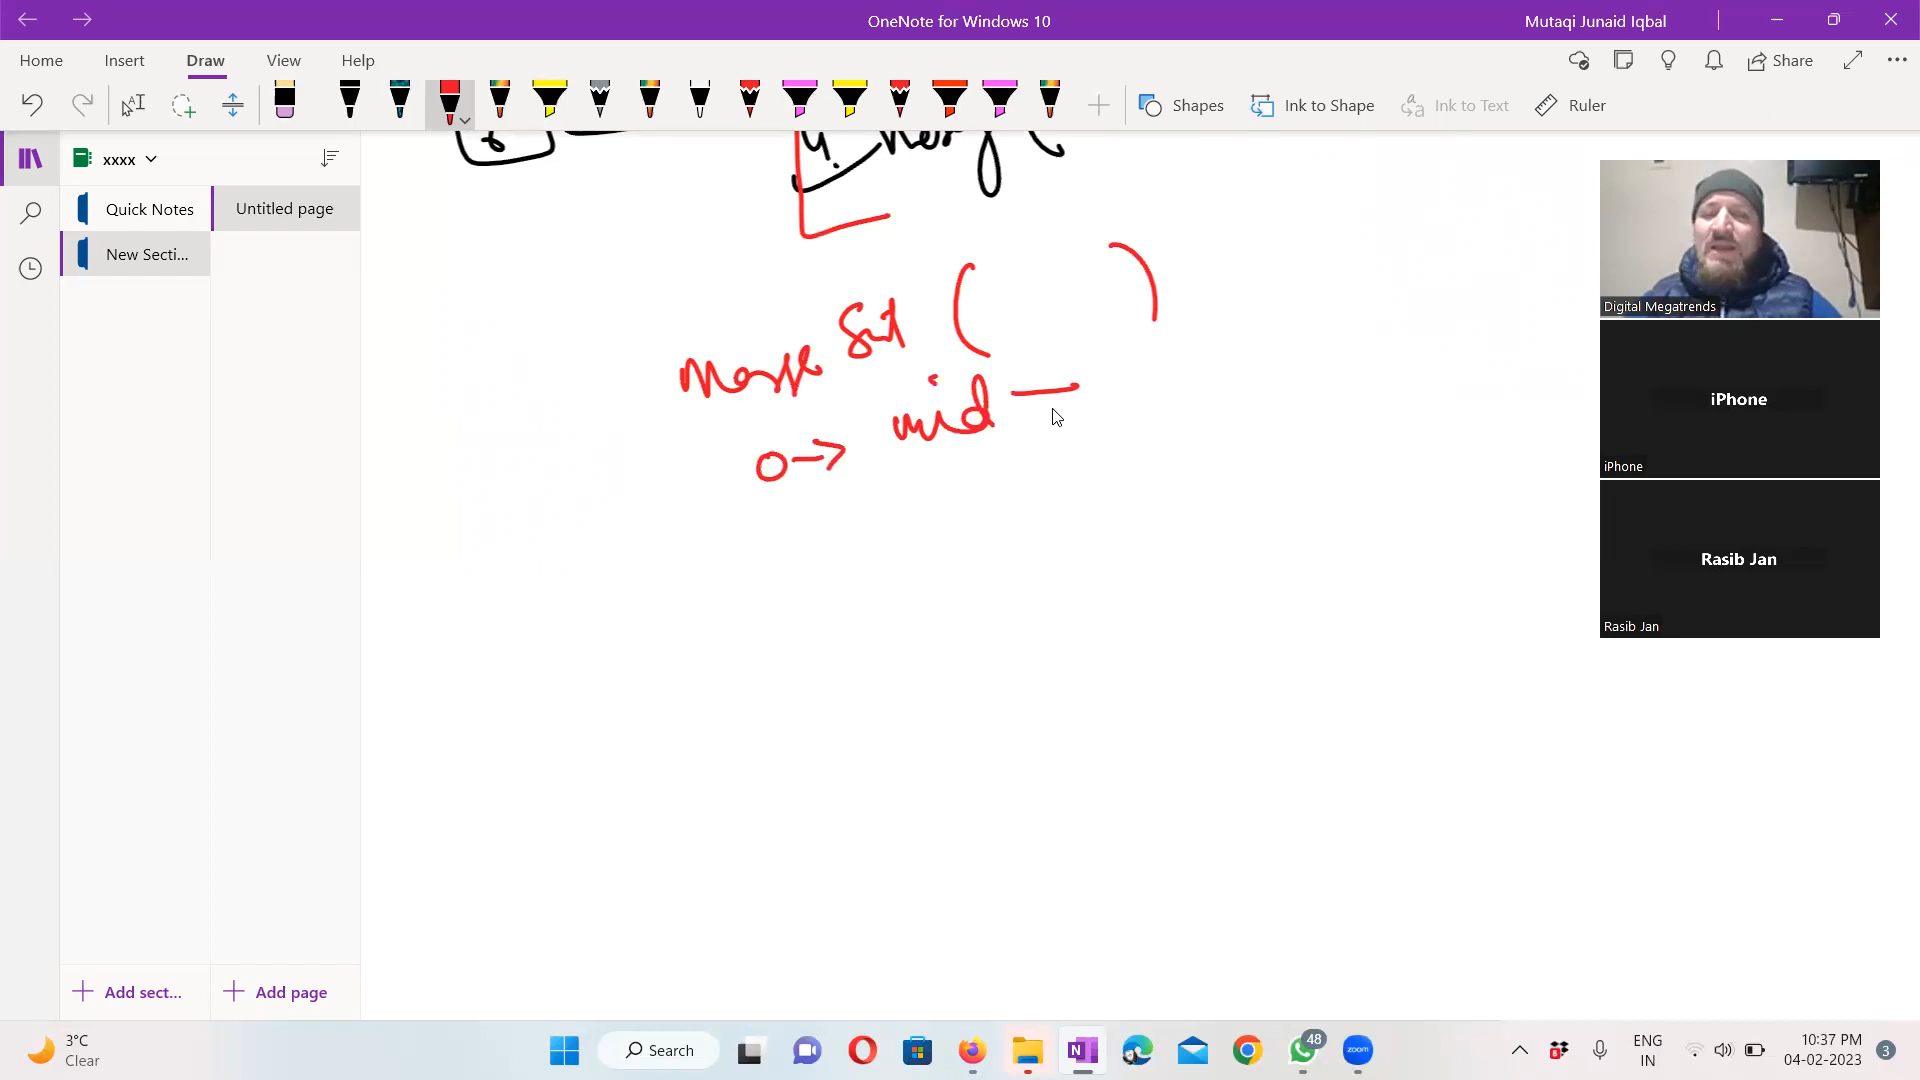 OneNote for Windows 10
Mutaqi Junaid Iqbal
Home Insert Draw View Help
Share
Shapes Ink to Shape Ink to Text Ruler
xxxx
Quick Notes
Untitled page
New Secti...
Merge Sort ( )
0→ mid —
Digital Megatrends
iPhone
iPhone
Rasib Jan
Rasib Jan
Add sect...
Add page
3°C
Clear
Search
N
48
zoom
ENG
IN
10:37 PM
04-02-2023
3